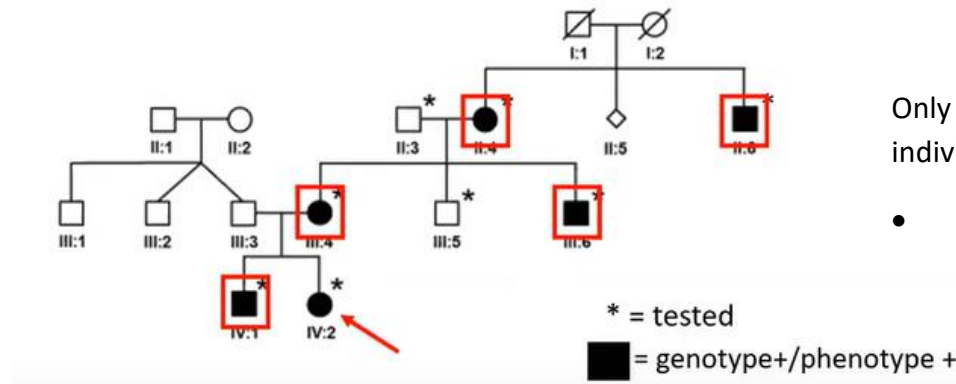 I:1 I:2
* *  *
II:1 II:2 II:3 II:4 II:5 II:6
Only
indiv
* * *
III:1 III:2 III:3 III:4 III:5 III:6
•
* *
IV:1 IV:2
* = tested
= genotype+/phenotype +